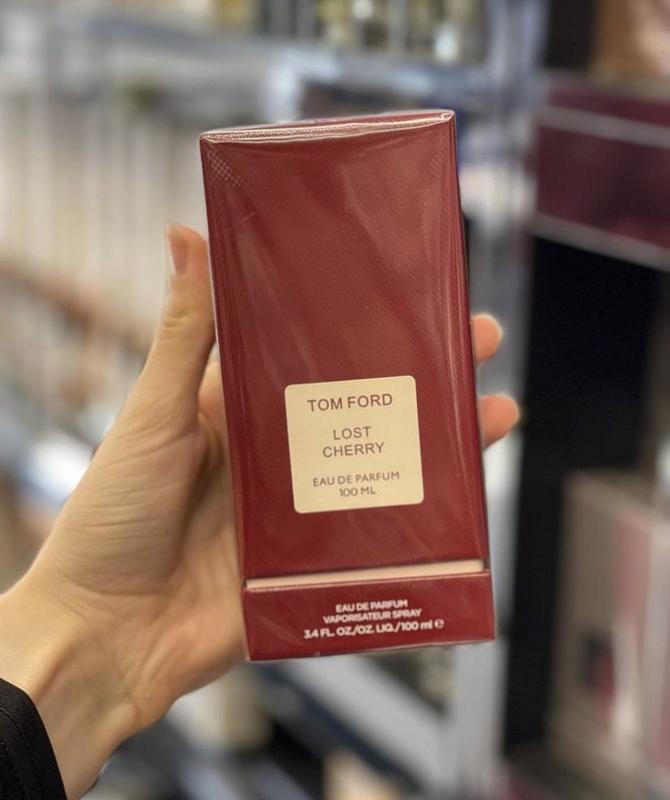 TOM FORD
LOST
CHERRY
EAU DE PARFUM
100 ML
EAU DE PARFUM
VAPORISATEUR SPRAY
3.4 FL. OZ./OZ. LIQ./100 ml ℮